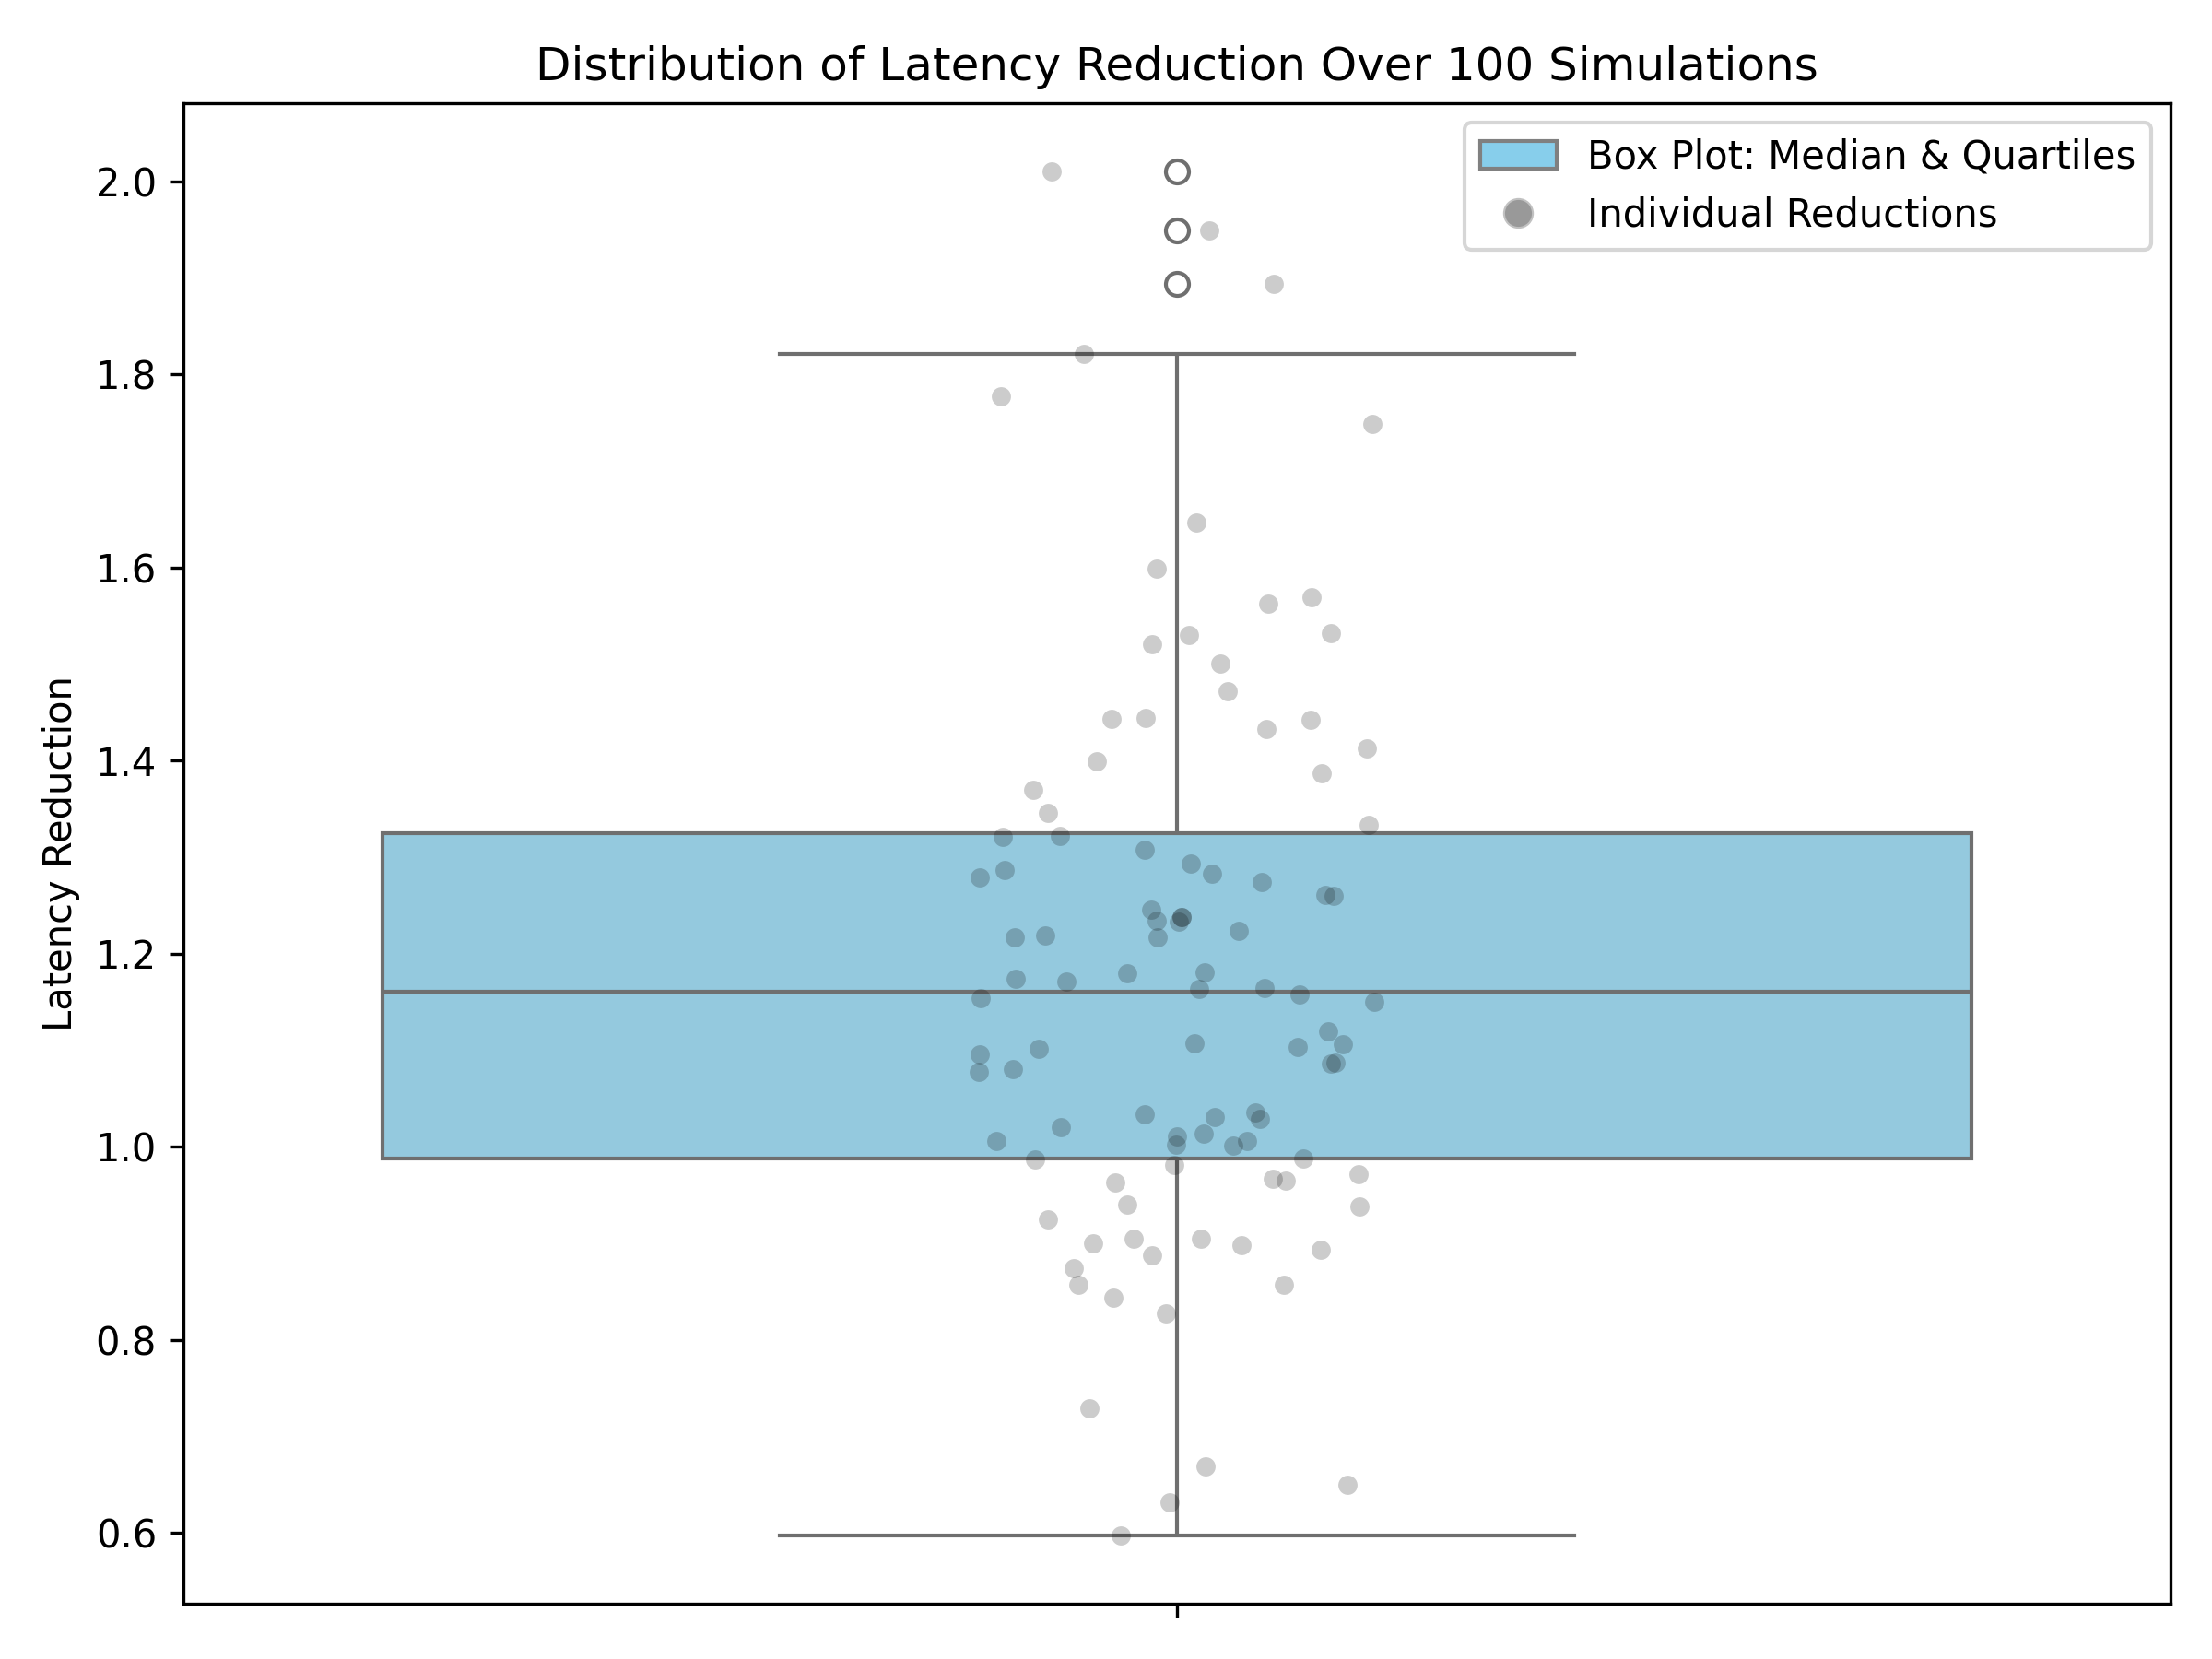 Distribution of Latency Reduction Over 100 Simulations
Box Plot: Median & Quartiles
Individual Reductions
Latency Reduction
2.0
1.8
1.6
1.4
1.2
1.0
0.8
0.6